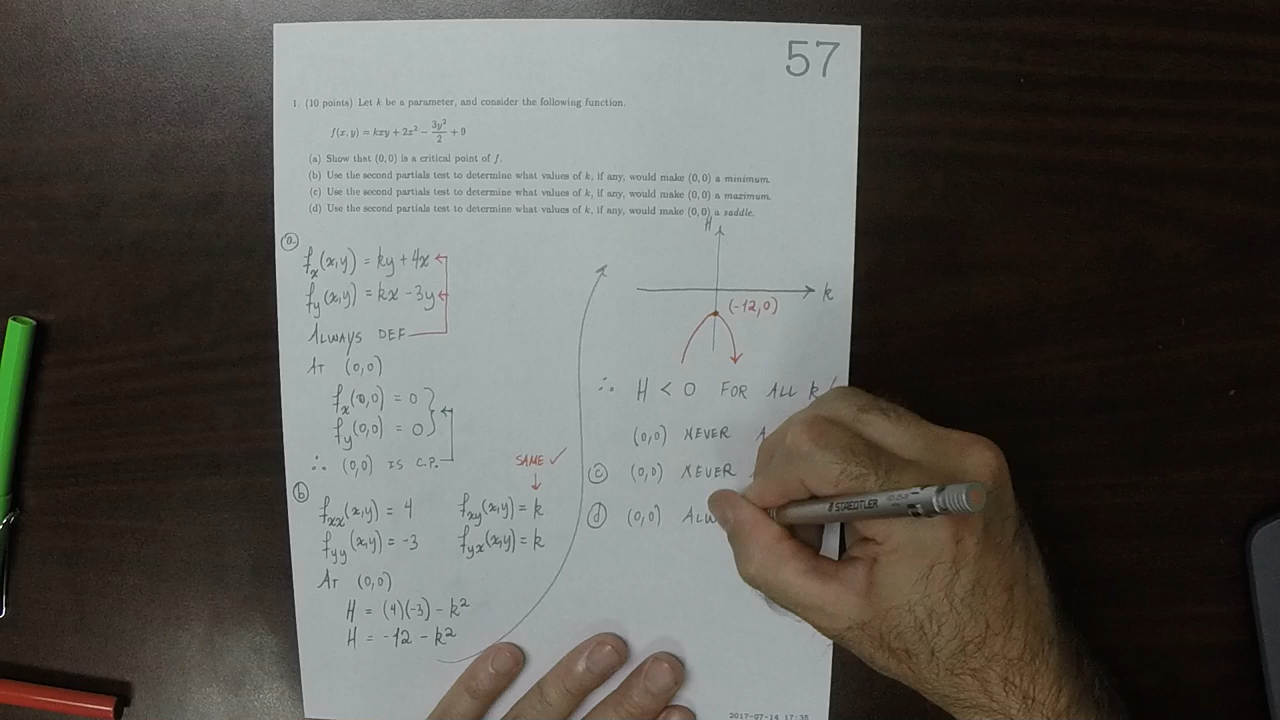 57
1. (10 points) Let k be a parameter, and consider the following function.
f(x, y) = kxy + 2x² − 3y²/2 + 9
(a) Show that (0,0) is a critical point of f.
(b) Use the second partials test to determine what values of k, if any, would make (0,0) a minimum.
(c) Use the second partials test to determine what values of k, if any, would make (0,0) a maximum.
(d) Use the second partials test to determine what values of k, if any, would make (0,0) a saddle.
(a)
fx(x,y) = ky + 4x
fy(x,y) = kx − 3y
ALWAYS DEF
AT (0,0)
fx(0,0) = 0
fy(0,0) = 0
∴ (0,0) IS C.P.
(b)
SAME ✓
fxx(x,y) = 4 fxy(x,y) = k
fyy(x,y) = −3 fyx(x,y) = k
AT (0,0)
H = (4)(−3) − k²
H = −12 − k²
H
k
(−12,0)
∴ H < 0 FOR ALL k
(0,0) NEVER A
(c) (0,0) NEVER
(d) (0,0) ALW
STAEDTLER
2017-07-14 17:35